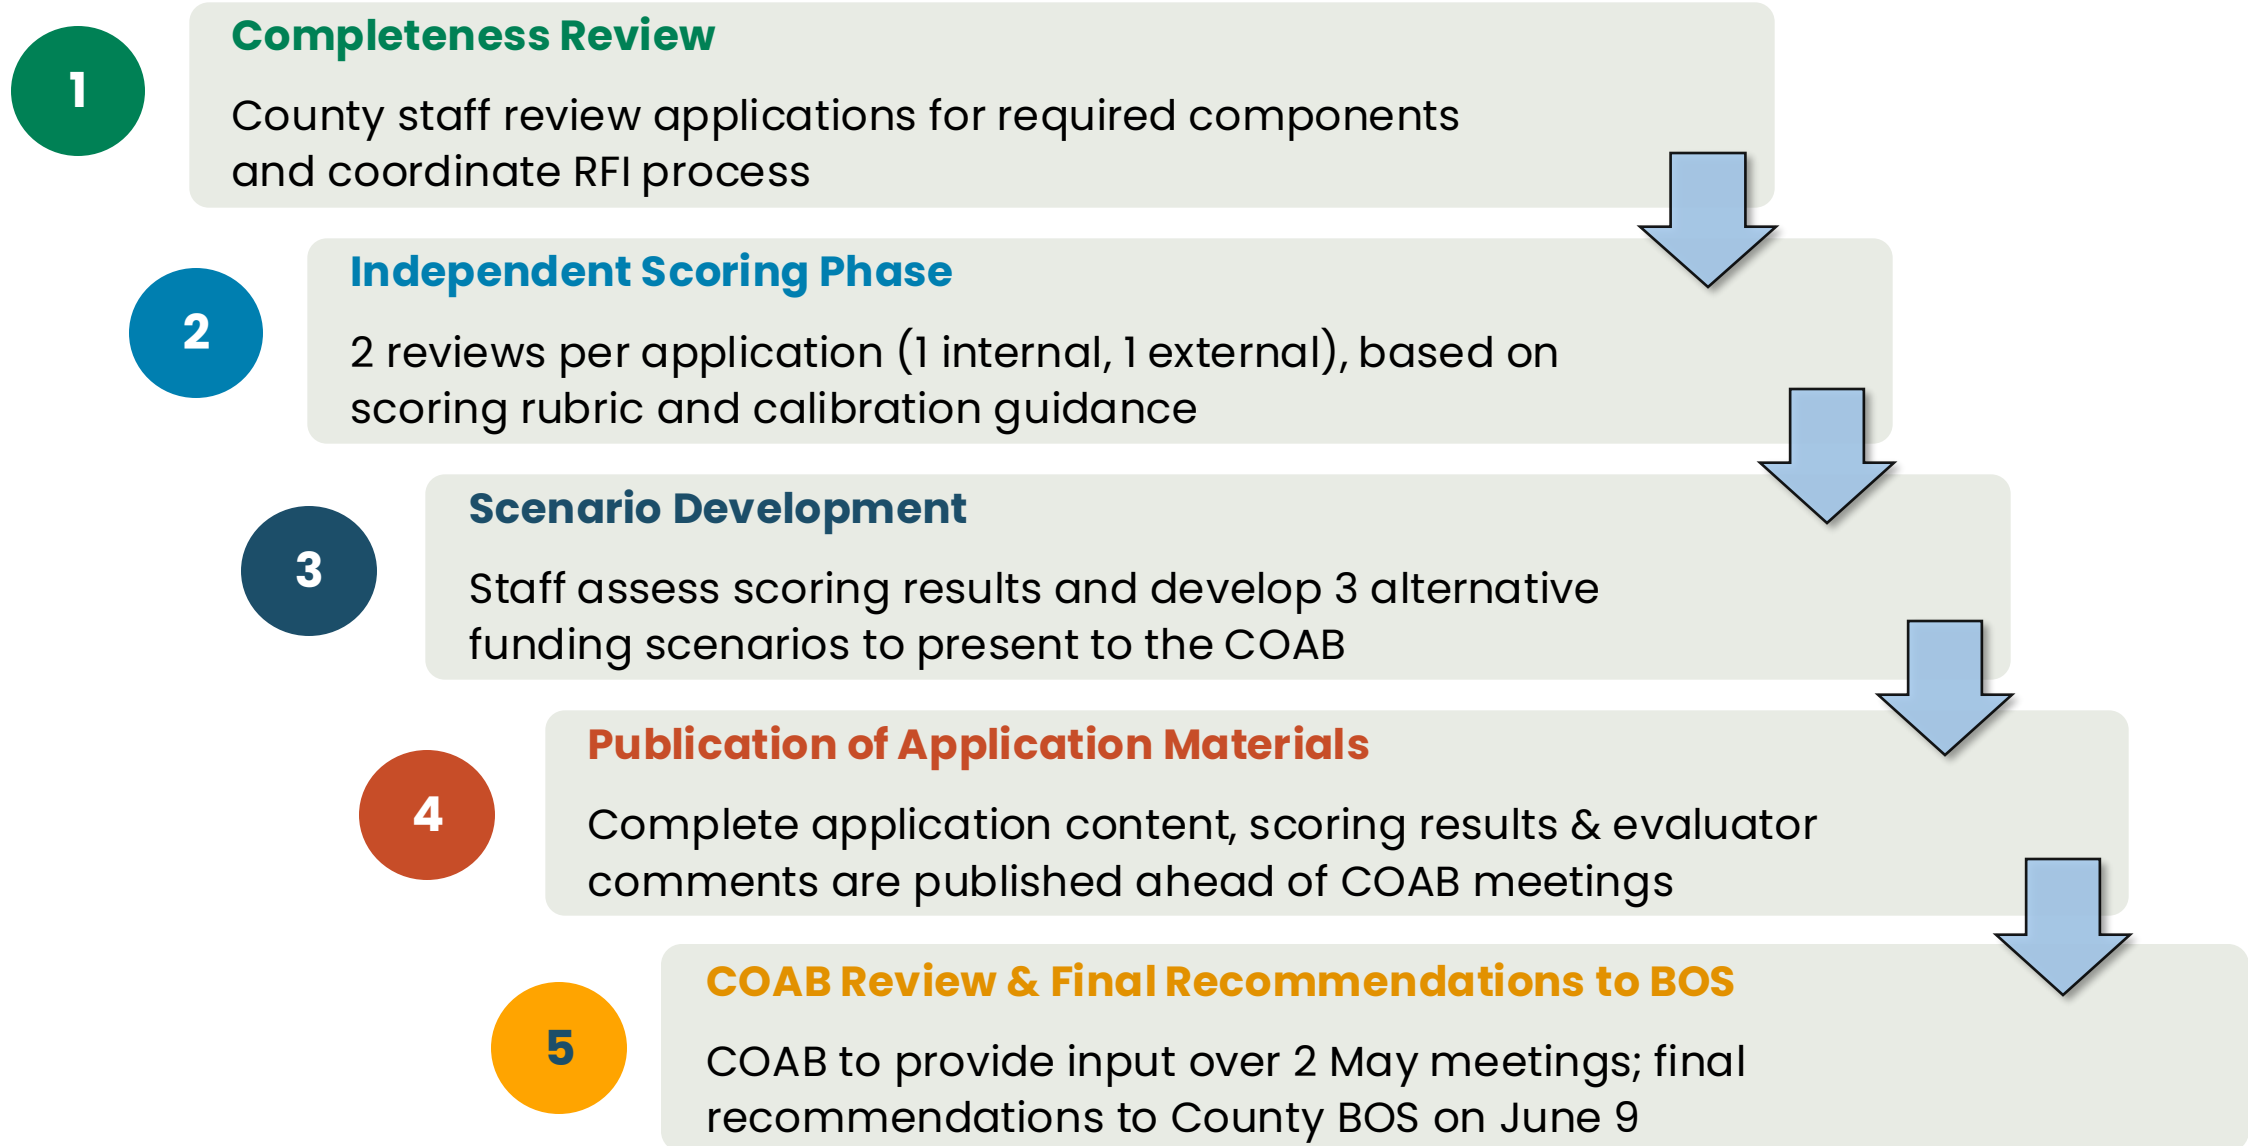 1
Completeness Review
County staff review applications for required components
and coordinate RFI process
2
Independent Scoring Phase
2 reviews per application (1 internal, 1 external), based on
scoring rubric and calibration guidance
3
Scenario Development
Staff assess scoring results and develop 3 alternative
funding scenarios to present to the COAB
4
Publication of Application Materials
Complete application content, scoring results & evaluator
comments are published ahead of COAB meetings
5
COAB Review & Final Recommendations to BOS
COAB to provide input over 2 May meetings; final
recommendations to County BOS on June 9